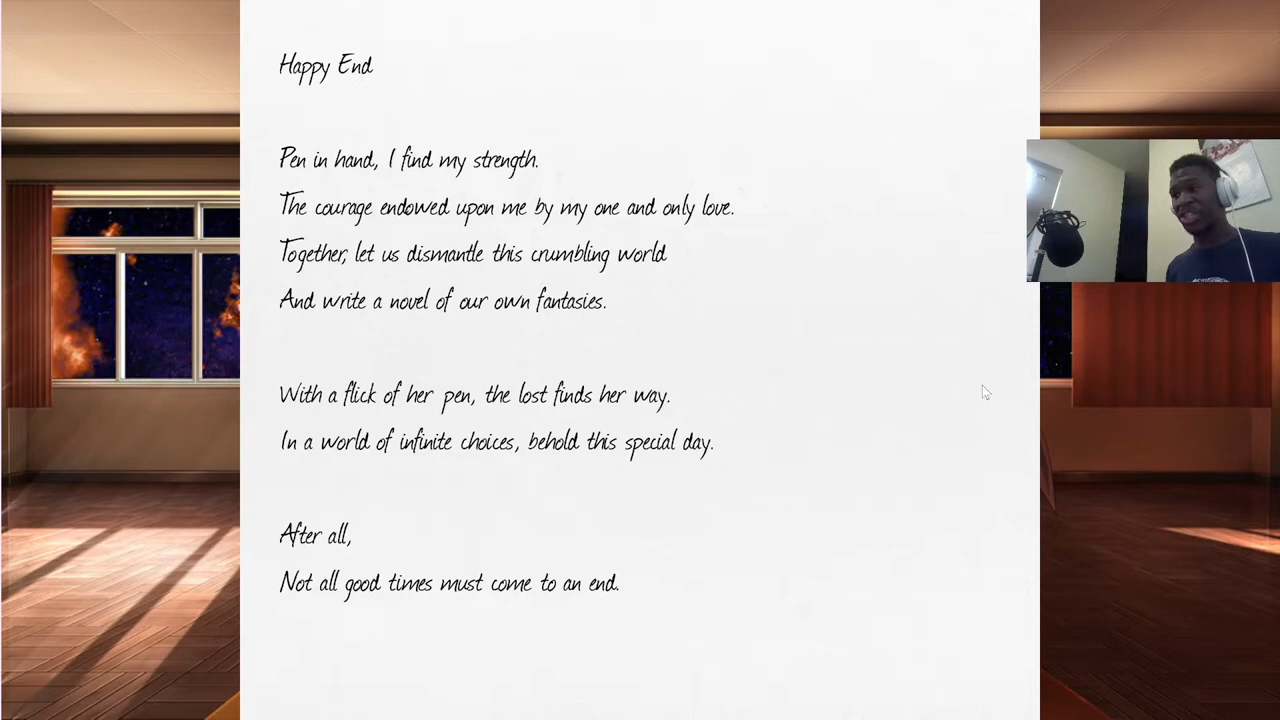 Happy End
Pen in hand, I find my strength.
The courage endowed upon me by my one and only love.
Together, let us dismantle this crumbling world
And write a novel of our own fantasies.
With a flick of her pen, the lost finds her way.
In a world of infinite choices, behold this special day.
After all,
Not all good times must come to an end.